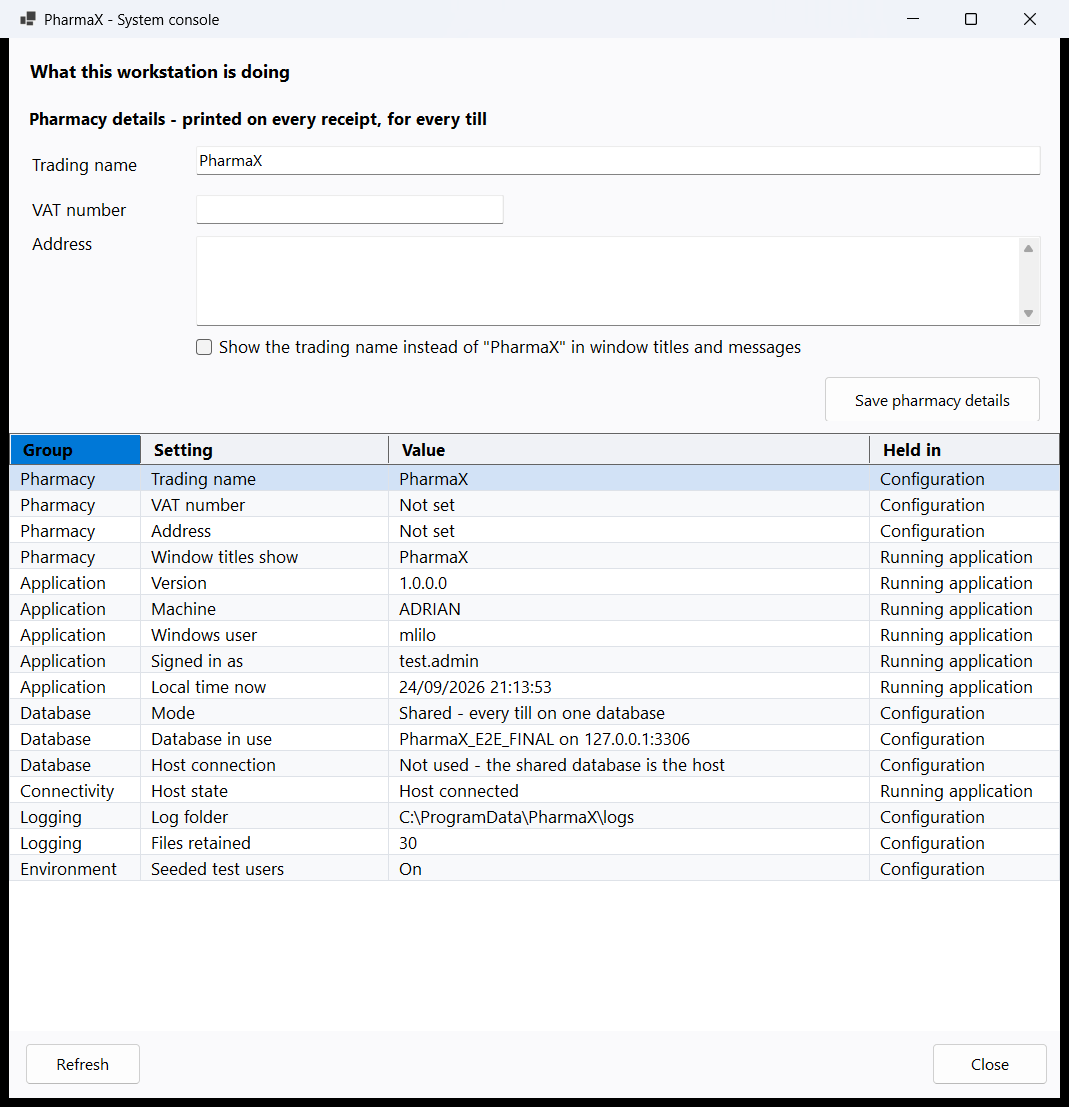 PharmaX - System console
What this workstation is doing
Pharmacy details - printed on every receipt, for every till
Trading name PharmaX
VAT number
Address
Show the trading name instead of "PharmaX" in window titles and messages
Save pharmacy details
Group Setting Value Held in
Pharmacy Trading name PharmaX Configuration
Pharmacy VAT number Not set Configuration
Pharmacy Address Not set Configuration
Pharmacy Window titles show PharmaX Running application
Application Version 1.0.0.0 Running application
Application Machine ADRIAN Running application
Application Windows user mlilo Running application
Application Signed in as test.admin Running application
Application Local time now 24/09/2026 21:13:53 Running application
Database Mode Shared - every till on one database Configuration
Database Database in use PharmaX_E2E_FINAL on 127.0.0.1:3306 Configuration
Database Host connection Not used - the shared database is the host Configuration
Connectivity Host state Host connected Running application
Logging Log folder C:\ProgramData\PharmaX\logs Configuration
Logging Files retained 30 Configuration
Environment Seeded test users On Configuration
Refresh Close